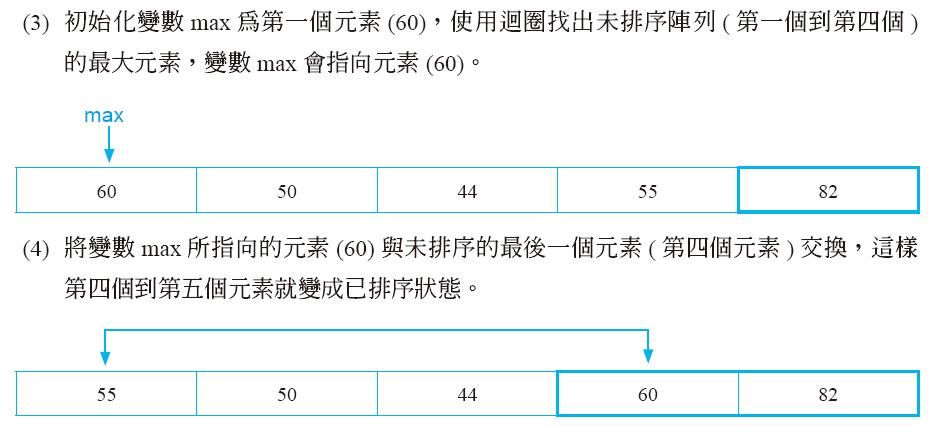 (3) 初始化變數 max 爲第一個元素 (60)，使用迴圈找出未排序陣列 ( 第一個到第四個 )
的最大元素，變數 max 會指向元素 (60)。
max
60 50 44 55 82
(4) 將變數 max 所指向的元素 (60) 與未排序的最後一個元素 ( 第四個元素 ) 交換，這樣
第四個到第五個元素就變成已排序狀態。
55 50 44 60 82